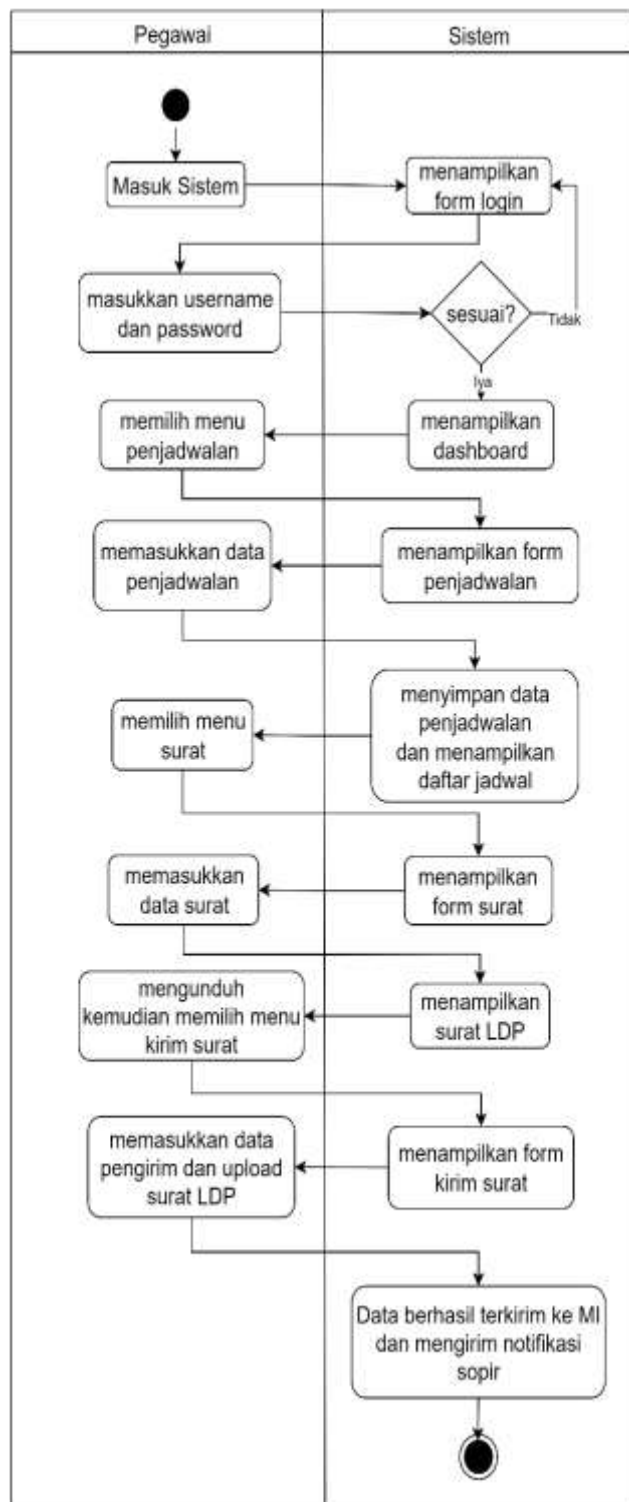 Pegawai
Sistem
Masuk Sistem
menampilkan
form login
masukkan username
dan password
sesuai?
Tidak
Iya
menampilkan
dashboard
memilih menu
penjadwalan
menampilkan form
penjadwalan
memasukkan data
penjadwalan
menyimpan data
penjadwalan
dan menampilkan
daftar jadwal
memilih menu
surat
menampilkan
form surat
memasukkan
data surat
menampilkan
surat LDP
mengunduh
kemudian memilih menu
kirim surat
menampilkan form
kirim surat
memasukkan data
pengirim dan upload
surat LDP
Data berhasil terkirim ke MI
dan mengirim notifikasi
sopir